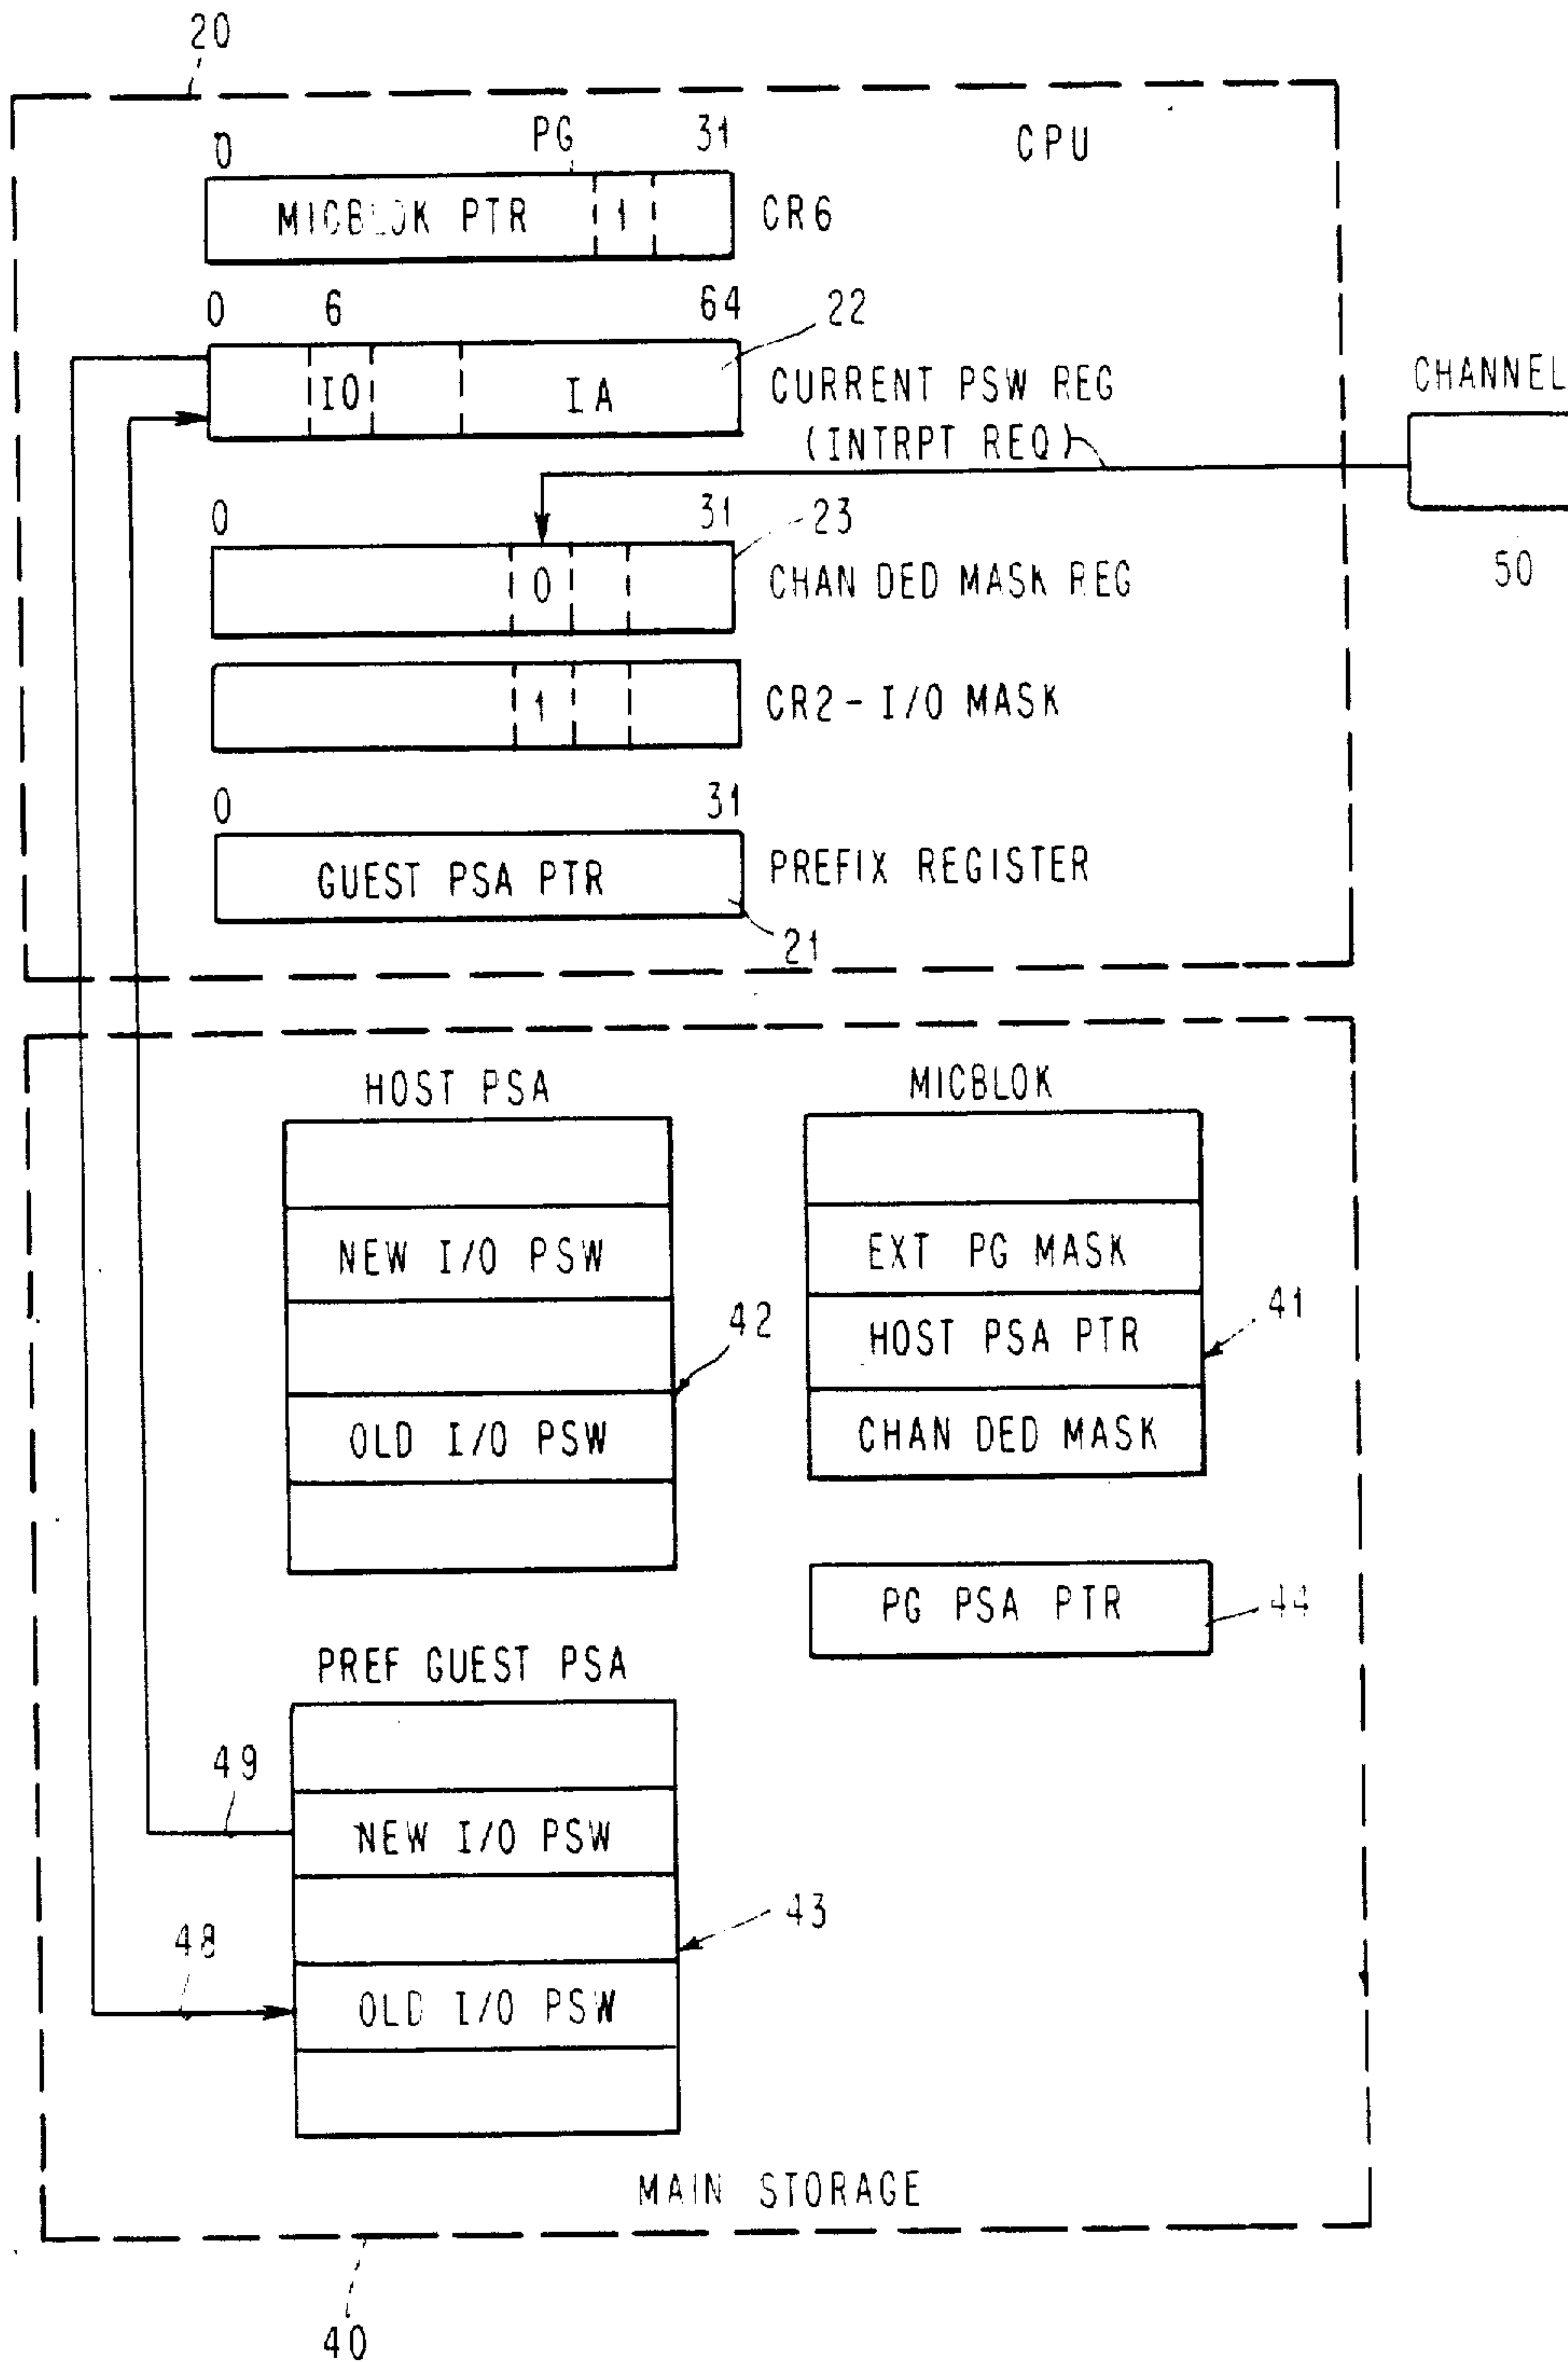 20
0 PG 31 CPU
MICBLOK PTR 1 CR6
0 6 64 22
IO IA CURRENT PSW REG
(INTRPT REQ)
CHANNEL
50
0 31 23
0 CHAN DED MASK REG
1 CR2-I/O MASK
0 31
GUEST PSA PTR PREFIX REGISTER
21
HOST PSA
NEW I/O PSW
OLD I/O PSW
42
MICBLOK
EXT PG MASK
HOST PSA PTR
CHAN DED MASK
41
PG PSA PTR 44
PREF GUEST PSA
NEW I/O PSW
OLD I/O PSW
49
48
43
MAIN STORAGE
40